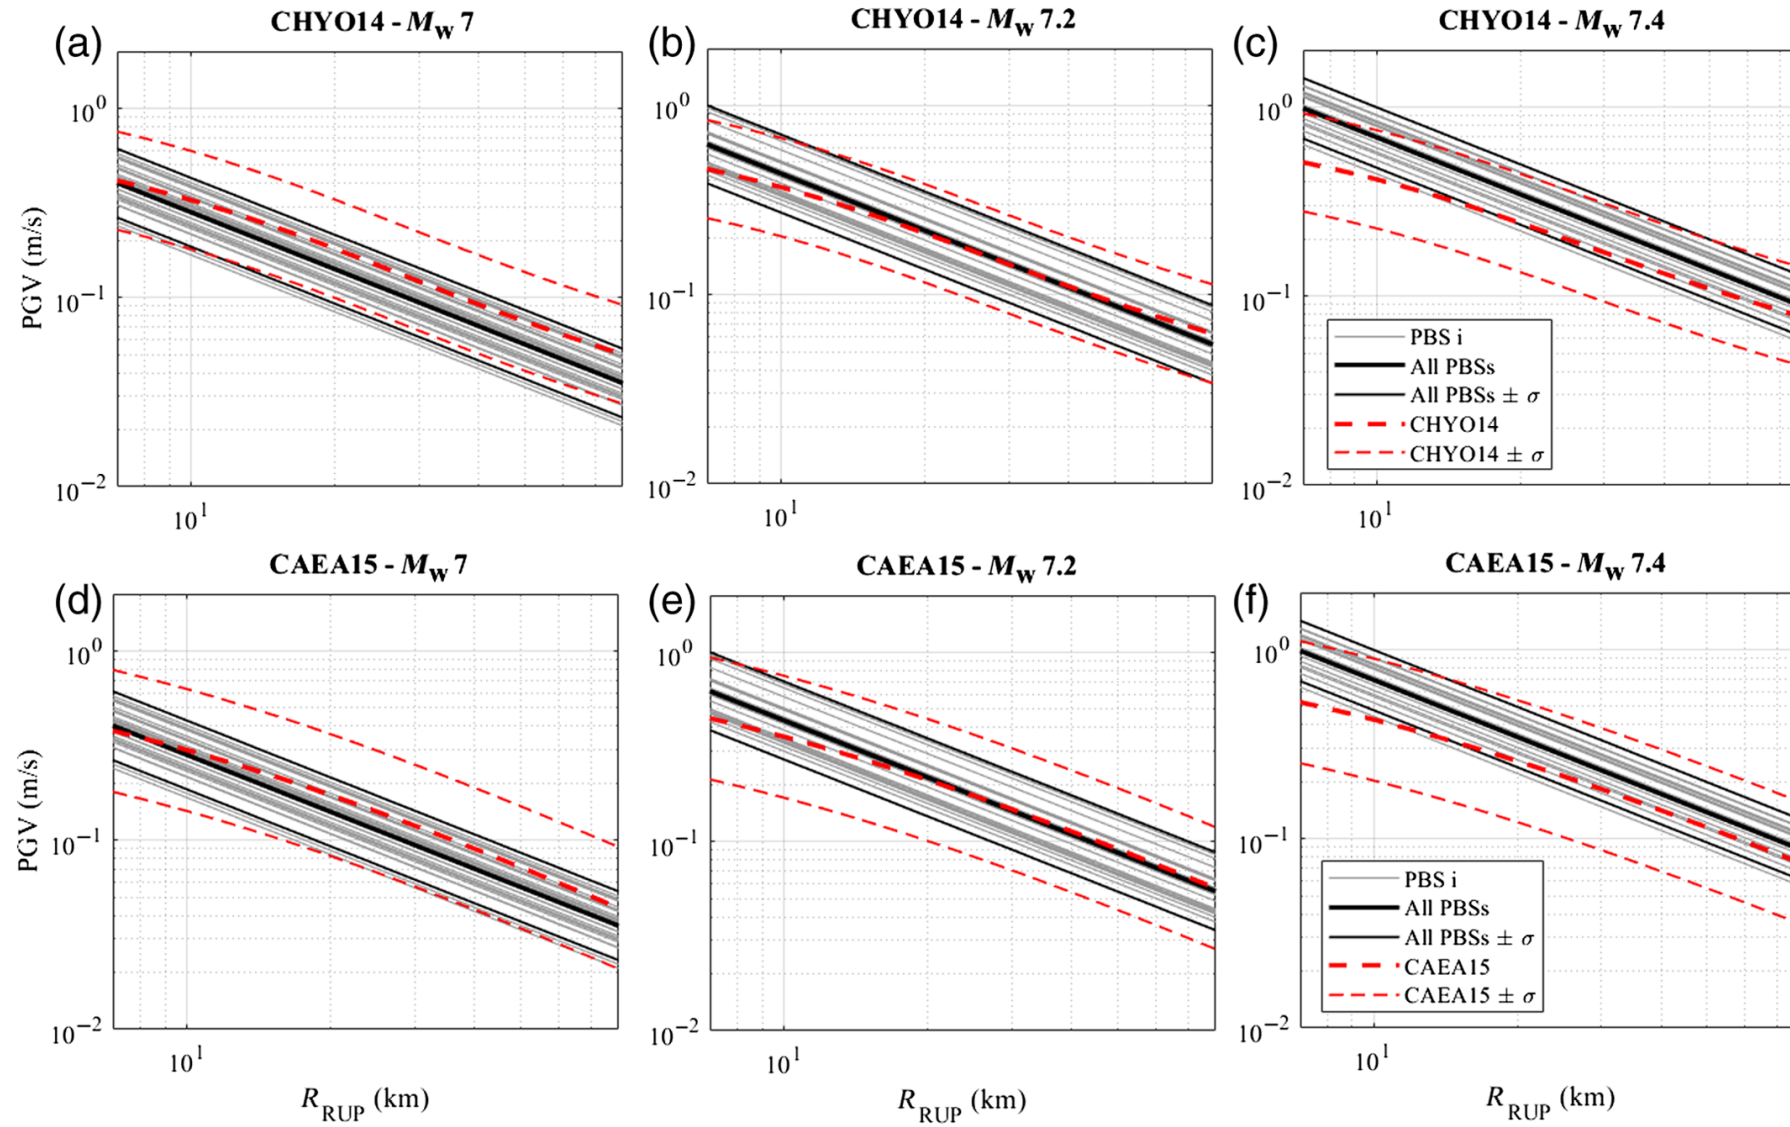 (a) CHYO14 - Mw 7
(b) CHYO14 - Mw 7.2
(c) CHYO14 - Mw 7.4
PGV (m/s)
10^0
10^-1
10^-2
10^1
10^0
10^-1
10^-2
10^1
10^0
10^-1
10^-2
10^1
PBS i
All PBSs
All PBSs ± σ
CHYO14
CHYO14 ± σ
(d) CAEA15 - Mw 7
(e) CAEA15 - Mw 7.2
(f) CAEA15 - Mw 7.4
PGV (m/s)
10^0
10^-1
10^-2
10^1
R_RUP (km)
10^0
10^-1
10^-2
10^1
R_RUP (km)
10^0
10^-1
10^-2
10^1
R_RUP (km)
PBS i
All PBSs
All PBSs ± σ
CAEA15
CAEA15 ± σ